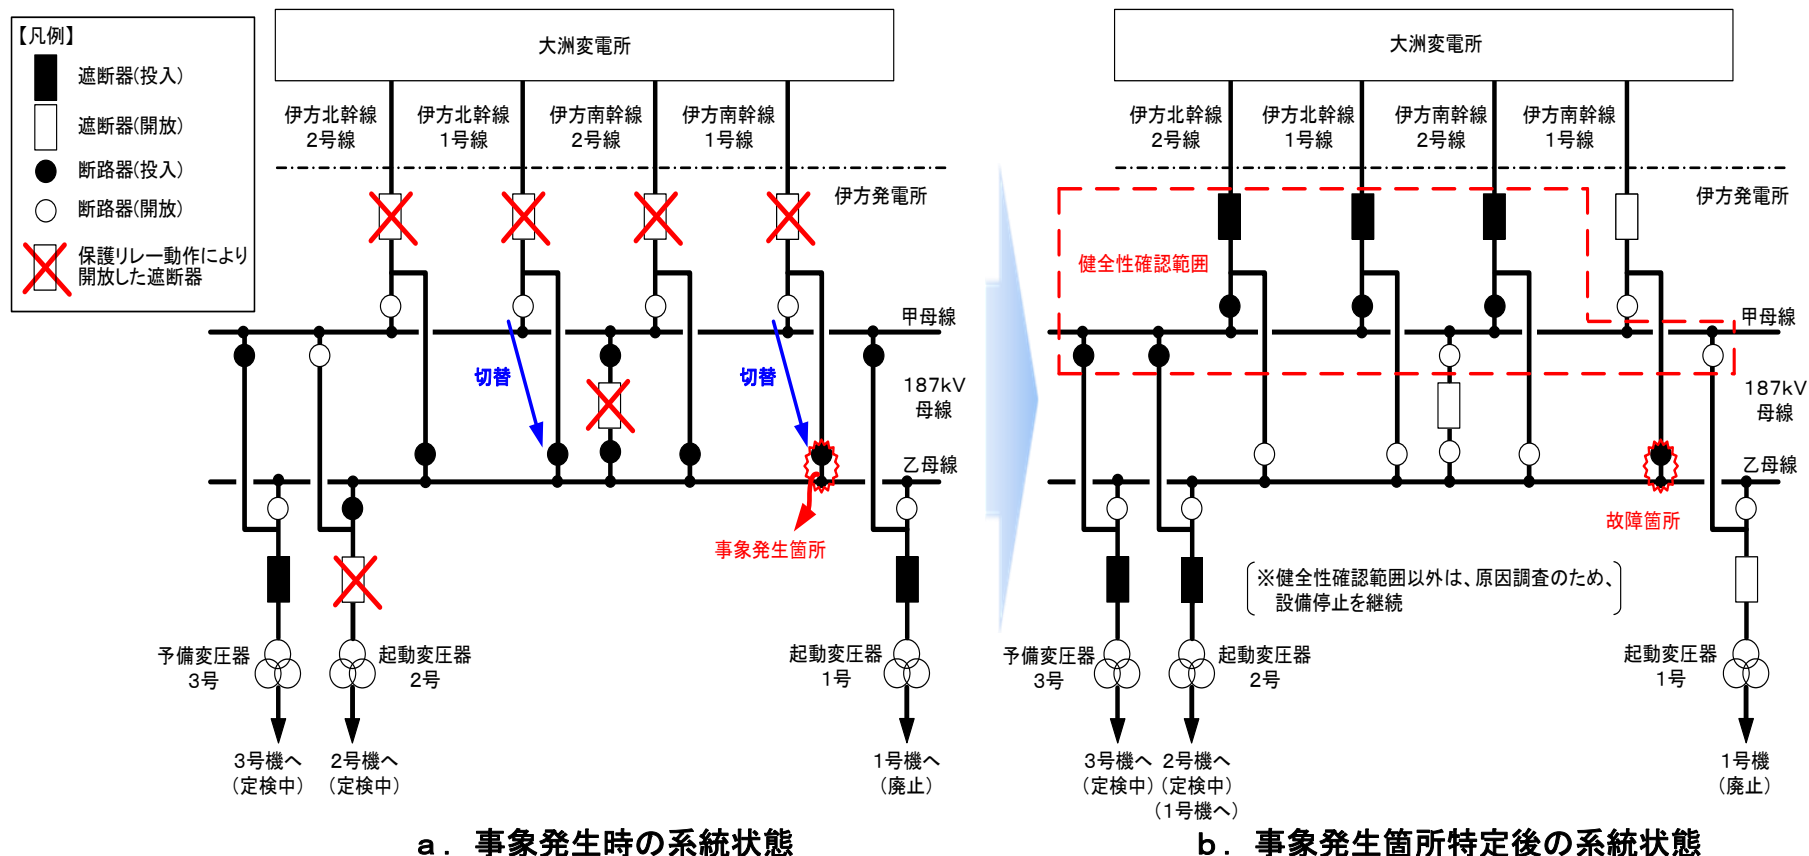 【凡例】
遮断器(投入)
遮断器(開放)
断路器(投入)
断路器(開放)
保護リレー動作により
開放した遮断器
大洲変電所
伊方北幹線
2号線
伊方北幹線
1号線
伊方南幹線
2号線
伊方南幹線
1号線
伊方発電所
甲母線
切替
切替
187kV
母線
乙母線
事象発生箇所
予備変圧器
3号
起動変圧器
2号
起動変圧器
1号
3号機へ
(定検中)
2号機へ
(定検中)
1号機へ
(廃止)
a．事象発生時の系統状態
大洲変電所
伊方北幹線
2号線
伊方北幹線
1号線
伊方南幹線
2号線
伊方南幹線
1号線
伊方発電所
健全性確認範囲
甲母線
187kV
母線
乙母線
故障箇所
※健全性確認範囲以外は、原因調査のため、
設備停止を継続
予備変圧器
3号
起動変圧器
2号
起動変圧器
1号
3号機へ
(定検中)
2号機へ
(定検中)
(1号機へ)
1号機
(廃止)
b．事象発生箇所特定後の系統状態